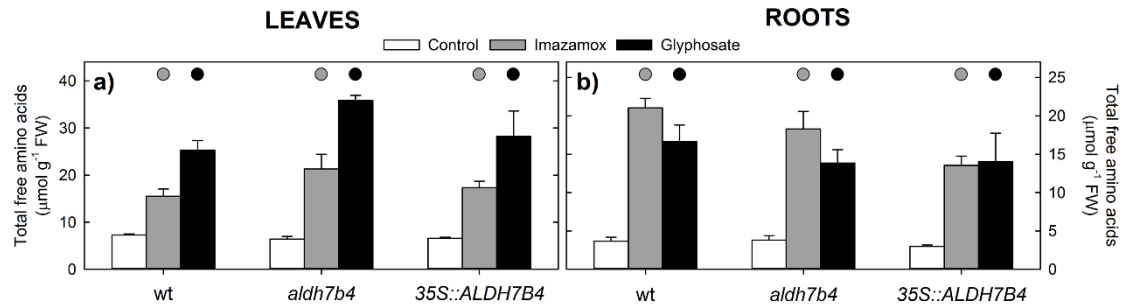 LEAVES
ROOTS
Control
Imazamox
Glyphosate
a)
b)
Total free amino acids
(µmol g⁻¹ FW)
40
30
20
10
0
wt
aldh7b4
35S::ALDH7B4
wt
aldh7b4
35S::ALDH7B4
25
20
15
10
5
0
Total free amino acids
(µmol g⁻¹ FW)